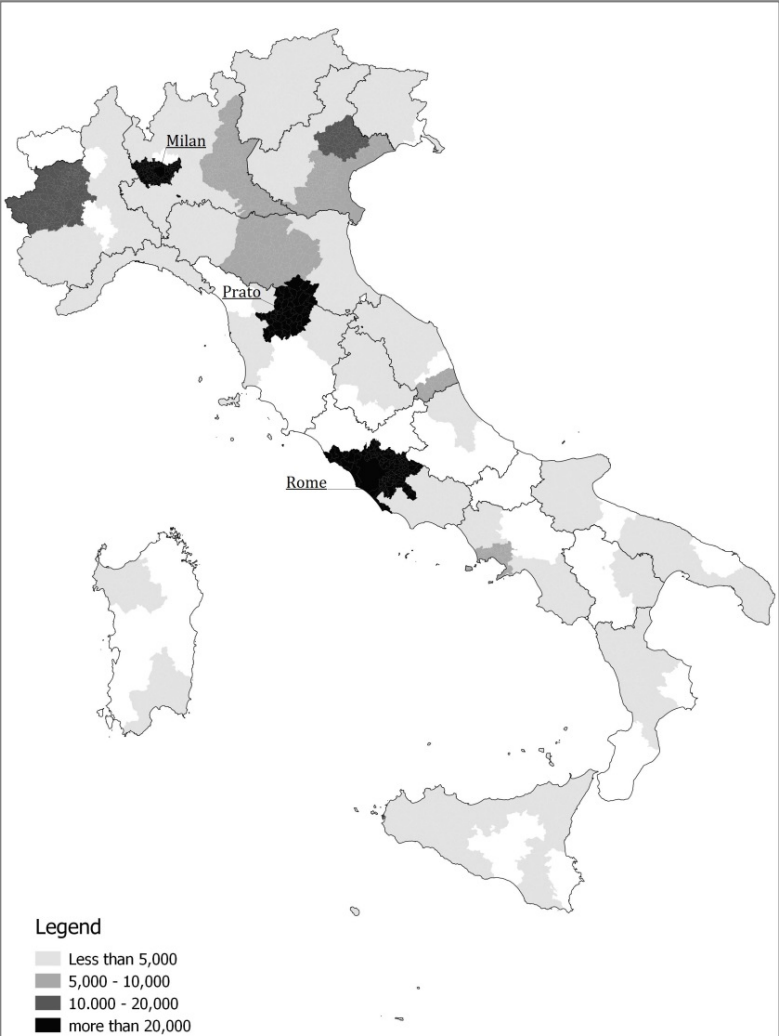 Milan
Prato
Rome
Legend
Less than 5,000
5,000 - 10,000
10.000 - 20,000
more than 20,000